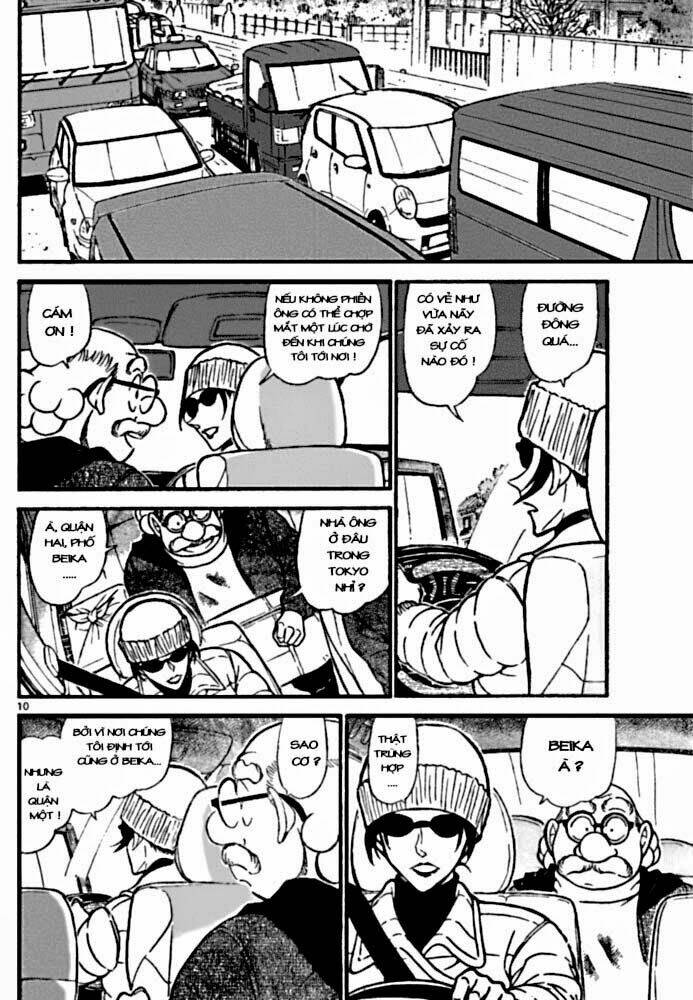 ĐƯỜNG
ĐÔNG
QUÁ...
CÓ VẺ NHƯ
VỪA NÃY
ĐÃ XẢY RA
SỰ CỐ
NÀO ĐÓ !
NẾU KHÔNG PHIỀN
ÔNG CÓ THỂ CHỢP
MẮT MỘT LÚC CHỜ
ĐẾN KHI CHÚNG
TÔI TỚI NƠI !
CÁM
ƠN !
NHÀ ÔNG
Ở ĐÂU
TRONG
TOKYO
NHỈ ?
À, QUẬN
HAI, PHỐ
BEIKA
.....
10
BEIKA
À ?
THẬT
TRÙNG
HỢP
....
SAO
CƠ ?
BỞI VÌ NƠI CHÚNG
TÔI ĐỊNH TỚI
CŨNG Ở BEIKA...
NHƯNG
LÀ
QUẬN
MỘT !